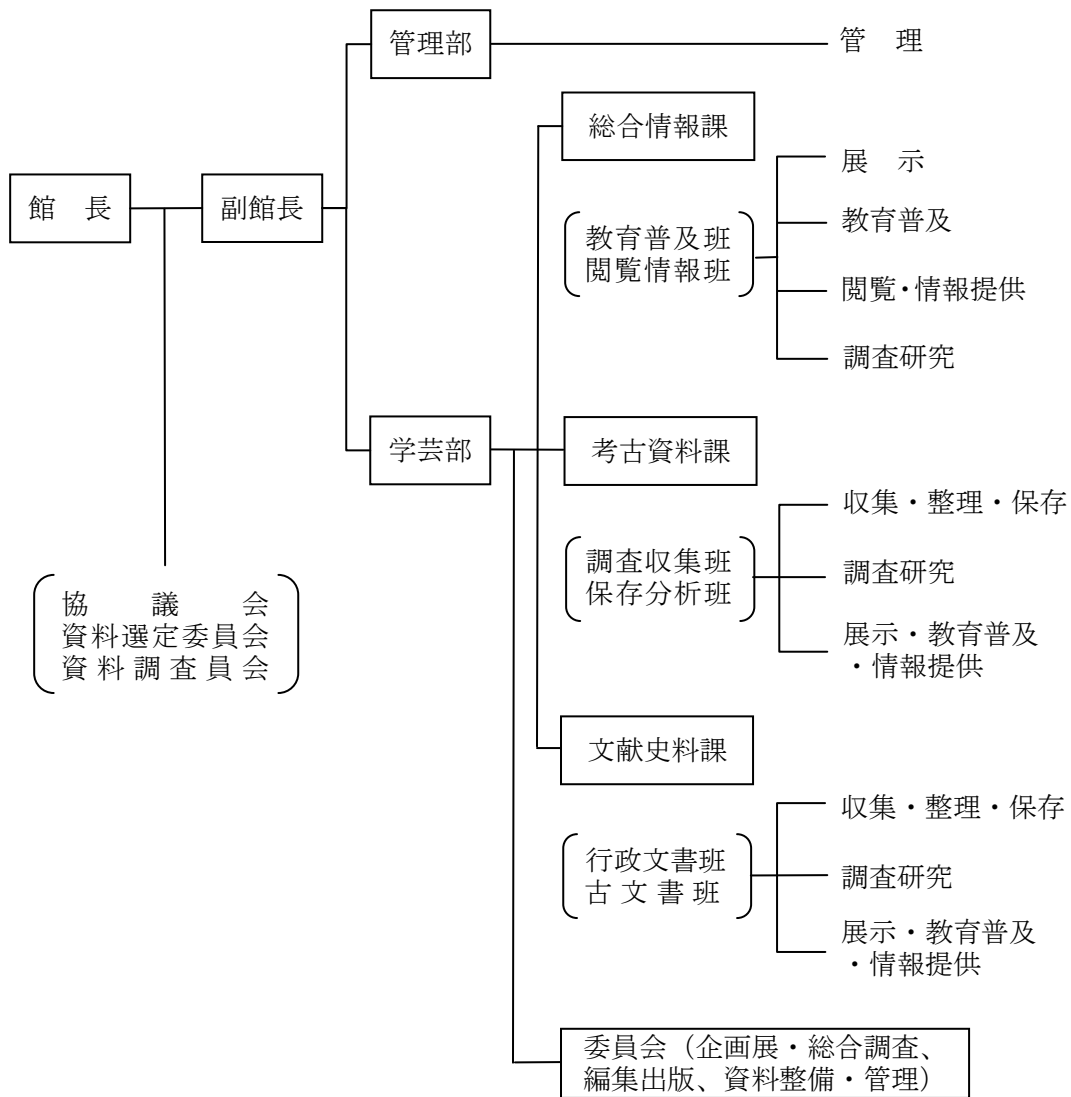 管理部
管　理
総合情報課
展　示
館　長
副館長
教育普及班
閲覧情報班
教育普及
閲覧・情報提供
調査研究
学芸部
考古資料課
収集・整理・保存
調査収集班
保存分析班
調査研究
展示・教育普及
・情報提供
協　議　会
資料選定委員会
資料調査員会
文献史料課
収集・整理・保存
行政文書班
古文書班
調査研究
展示・教育普及
・情報提供
委員会（企画展・総合調査、
編集出版、資料整備・管理）